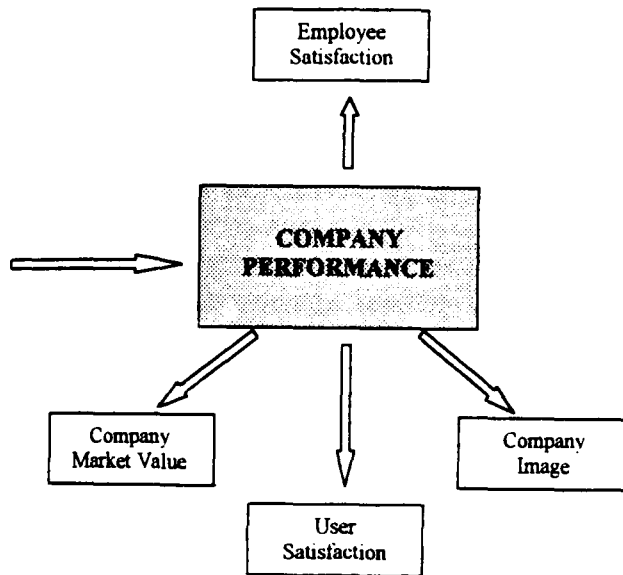 Employee
Satisfaction
COMPANY
PERFORMANCE
Company
Market Value
Company
Image
User
Satisfaction